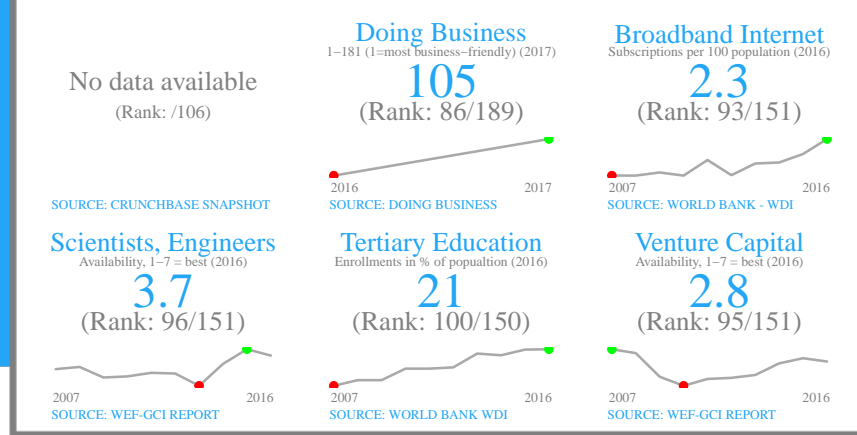 No data available
(Rank: /106)
SOURCE: CRUNCHBASE SNAPSHOT
Doing Business
1−181 (1=most business−friendly) (2017)
105
(Rank: 86/189)
2016 2017
SOURCE: DOING BUSINESS
Broadband Internet
Subscriptions per 100 population (2016)
2.3
(Rank: 93/151)
2007 2016
SOURCE: WORLD BANK - WDI
Scientists, Engineers
Availability, 1−7 = best (2016)
3.7
(Rank: 96/151)
2007 2016
SOURCE: WEF-GCI REPORT
Tertiary Education
Enrollments in % of popualtion (2016)
21
(Rank: 100/150)
2007 2016
SOURCE: WORLD BANK WDI
Venture Capital
Availability, 1−7 = best (2016)
2.8
(Rank: 95/151)
2007 2016
SOURCE: WEF-GCI REPORT